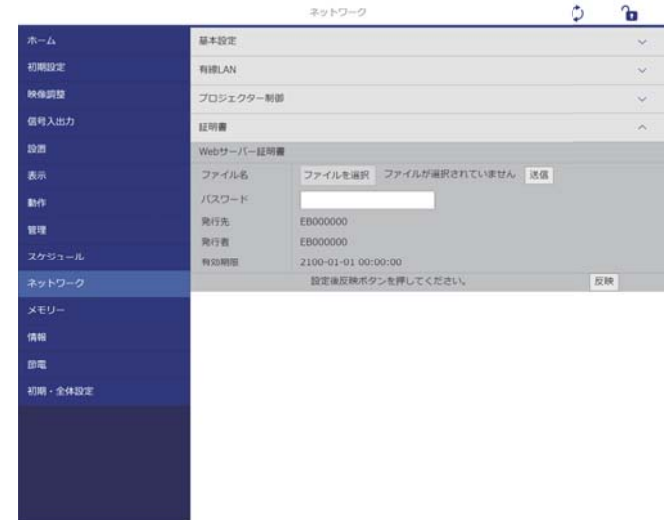 ネットワーク
ホーム
初期設定
映像調整
信号入出力
設置
表示
動作
管理
スケジュール
ネットワーク
メモリー
情報
節電
初期・全体設定
基本設定
有線LAN
プロジェクター制御
証明書
Webサーバー証明書
ファイル名 ファイルを選択 ファイルが選択されていません 送信
パスワード
発行先 EB000000
発行者 EB000000
有効期限 2100-01-01 00:00:00
設定後反映ボタンを押してください。 反映